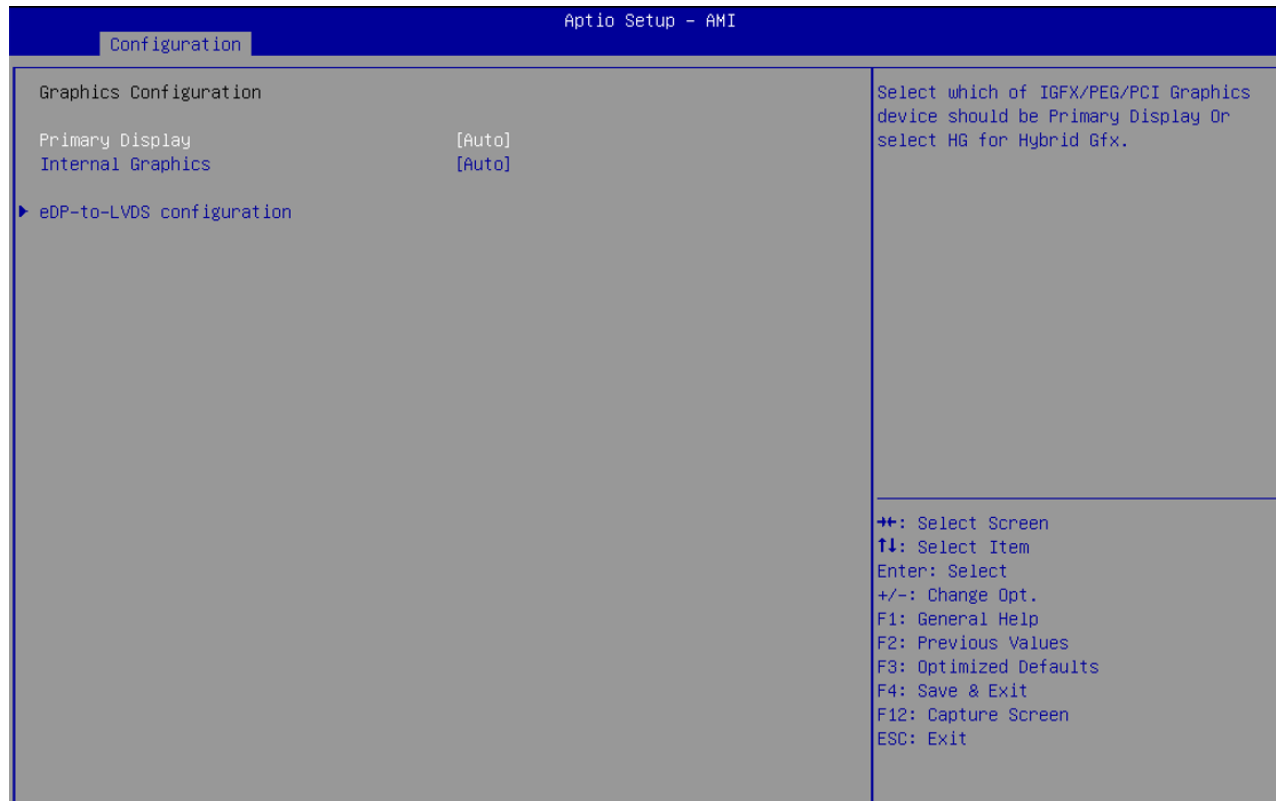 Aptio Setup – AMI
Configuration
Graphics Configuration
Primary Display [Auto]
Internal Graphics [Auto]
▶ eDP-to-LVDS configuration
Select which of IGFX/PEG/PCI Graphics
device should be Primary Display Or
select HG for Hybrid Gfx.
→←: Select Screen
↑↓: Select Item
Enter: Select
+/-: Change Opt.
F1: General Help
F2: Previous Values
F3: Optimized Defaults
F4: Save & Exit
F12: Capture Screen
ESC: Exit